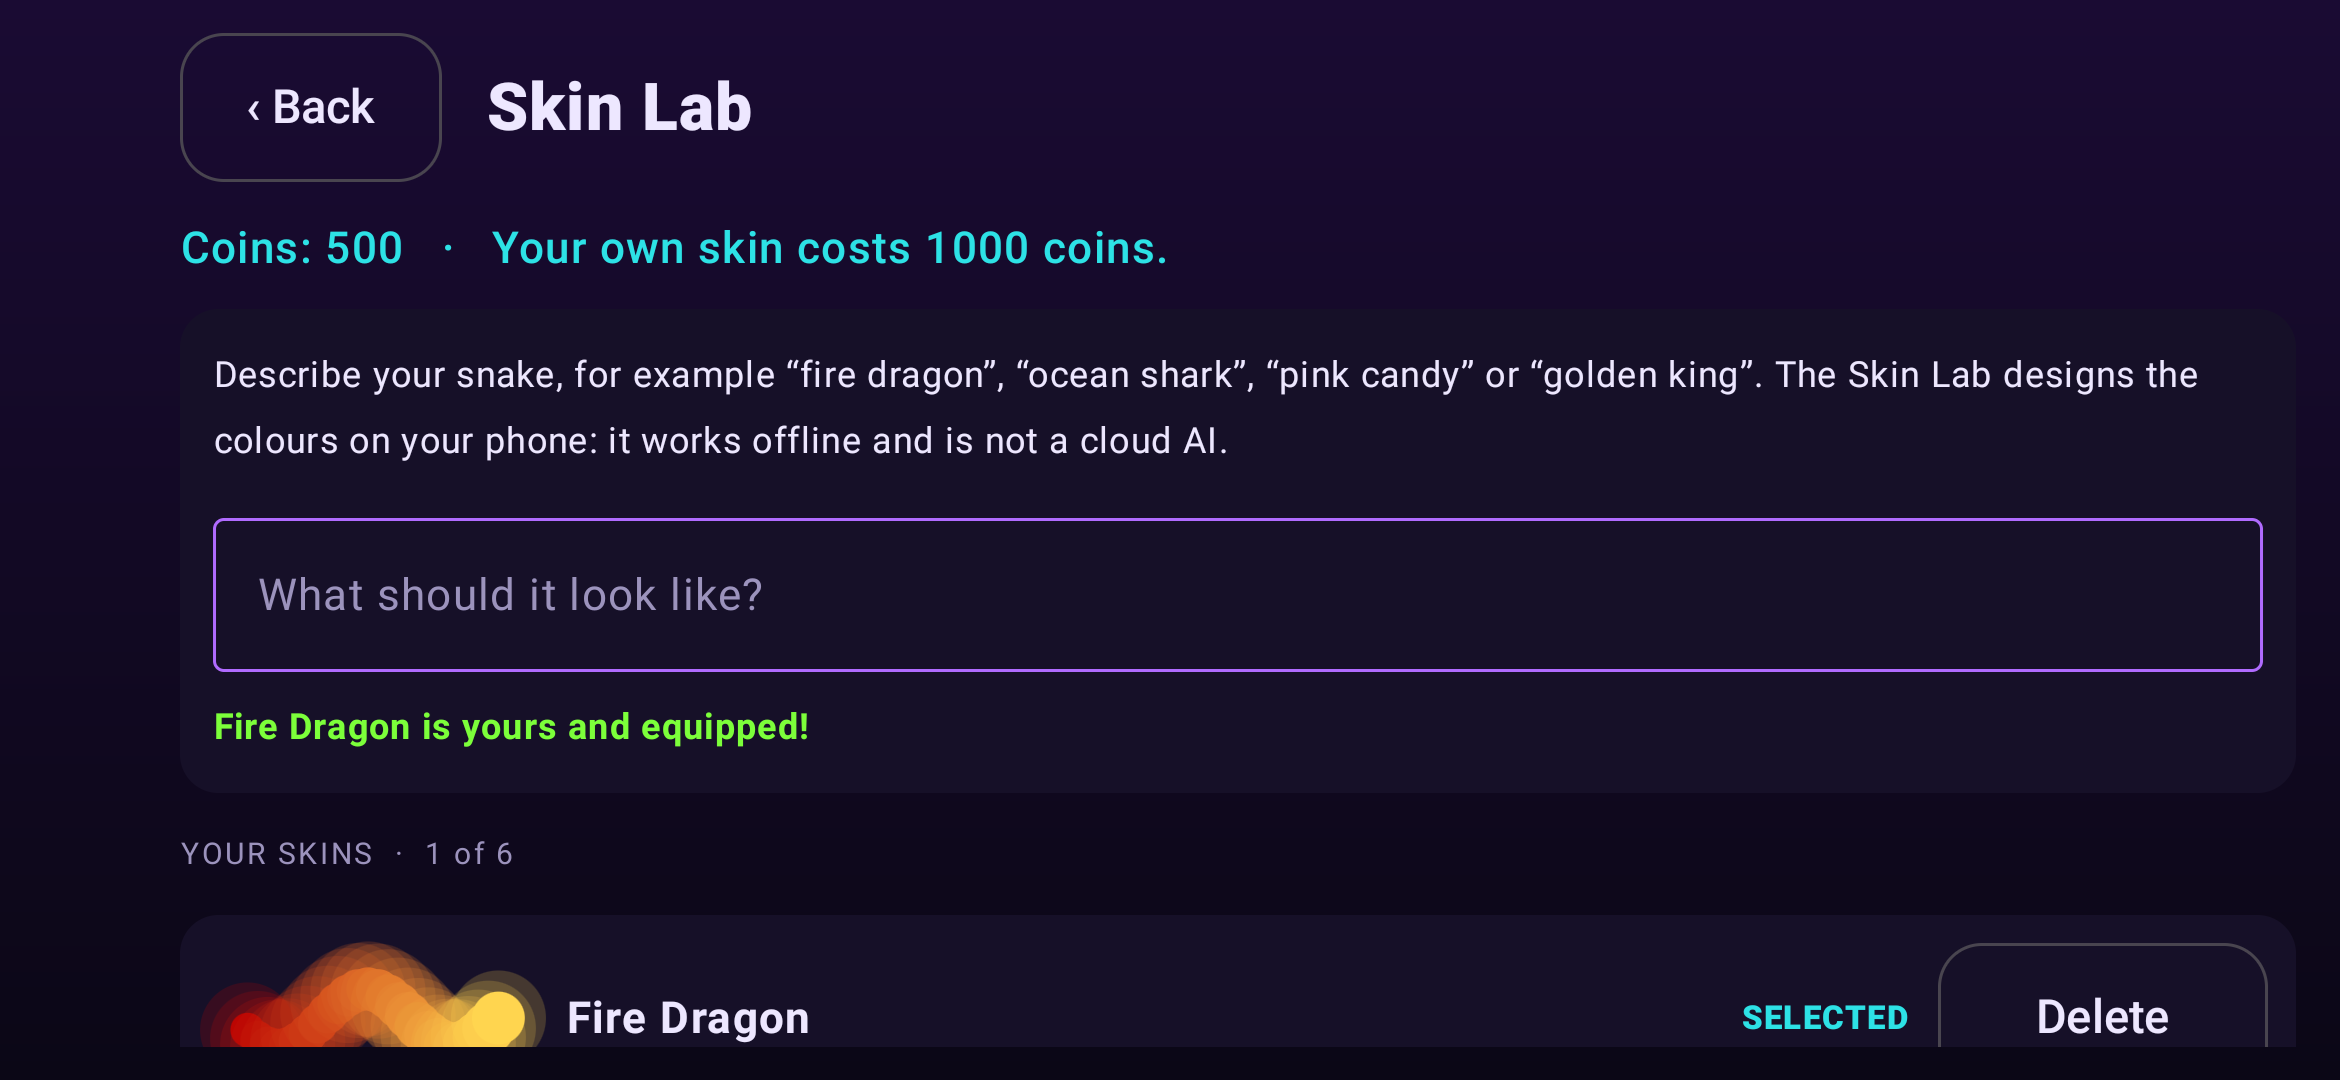 ‹ Back
Skin Lab
Coins: 500 · Your own skin costs 1000 coins.
Describe your snake, for example “fire dragon”, “ocean shark”, “pink candy” or “golden king”. The Skin Lab designs the
colours on your phone: it works offline and is not a cloud AI.
What should it look like?
Fire Dragon is yours and equipped!
YOUR SKINS · 1 of 6
Fire Dragon
SELECTED
Delete